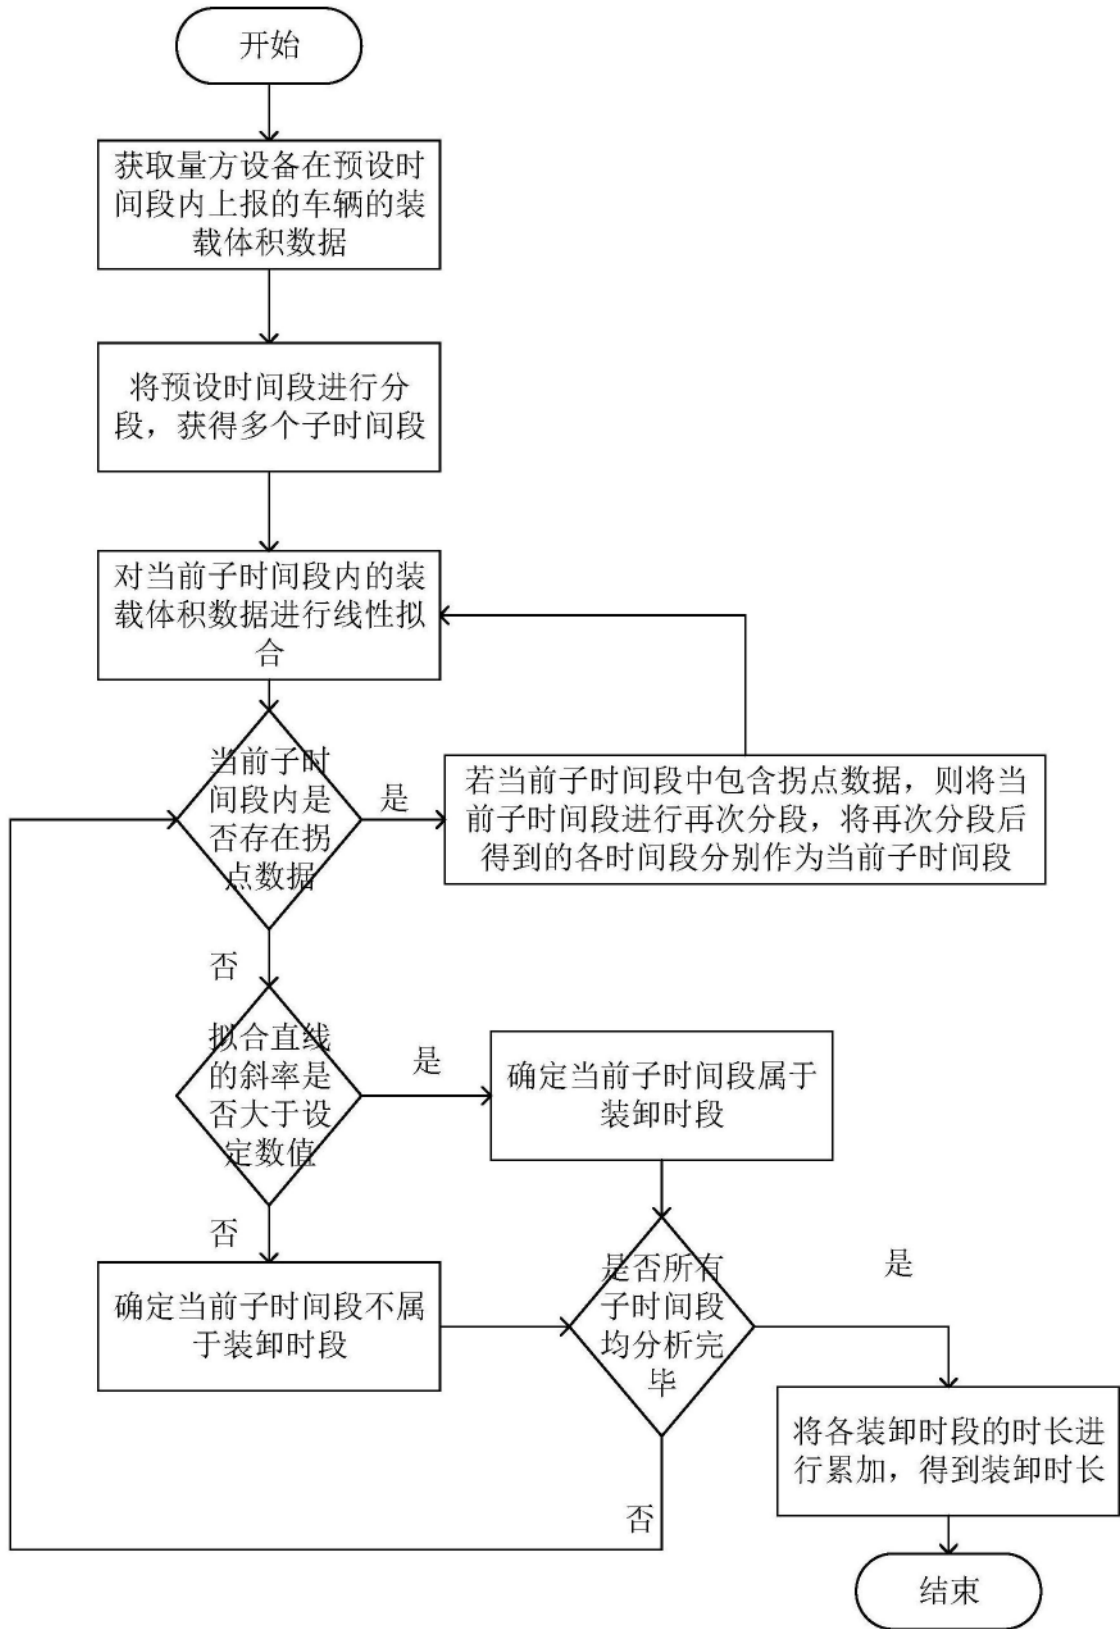 开始
获取量方设备在预设时
间段内上报的车辆的装
载体积数据
将预设时间段进行分
段，获得多个子时间段
对当前子时间段内的装
载体积数据进行线性拟
合
当前子时
间段内是
否存在拐
点数据
是
若当前子时间段中包含拐点数据，则将当
前子时间段进行再次分段，将再次分段后
得到的各时间段分别作为当前子时间段
否
拟合直线
的斜率是
否大于设
定数值
是
确定当前子时间段属于
装卸时段
否
确定当前子时间段不属
于装卸时段
是否所有
子时间段
均分析完
毕
是
将各装卸时段的时长进
行累加，得到装卸时长
否
结束